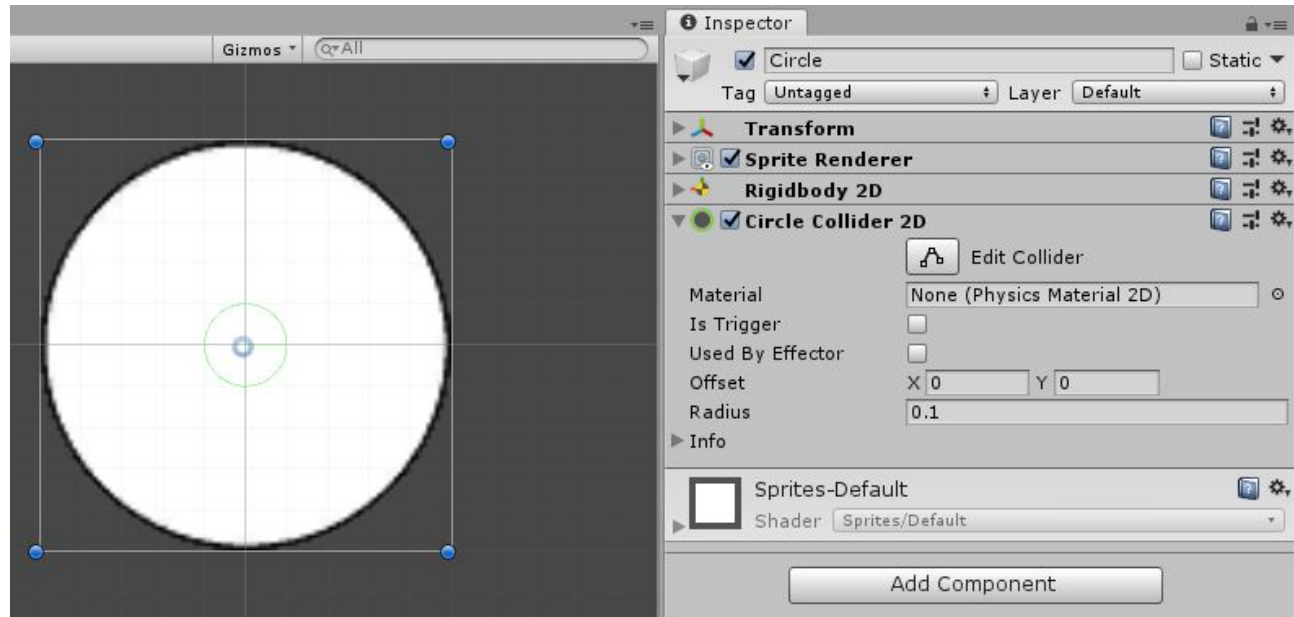 Inspector
Gizmos
All
Circle
Static
Tag Untagged Layer Default
Transform
Sprite Renderer
Rigidbody 2D
Circle Collider 2D
Edit Collider
Material None (Physics Material 2D)
Is Trigger
Used By Effector
Offset X 0 Y 0
Radius 0.1
Info
Sprites-Default
Shader Sprites/Default
Add Component